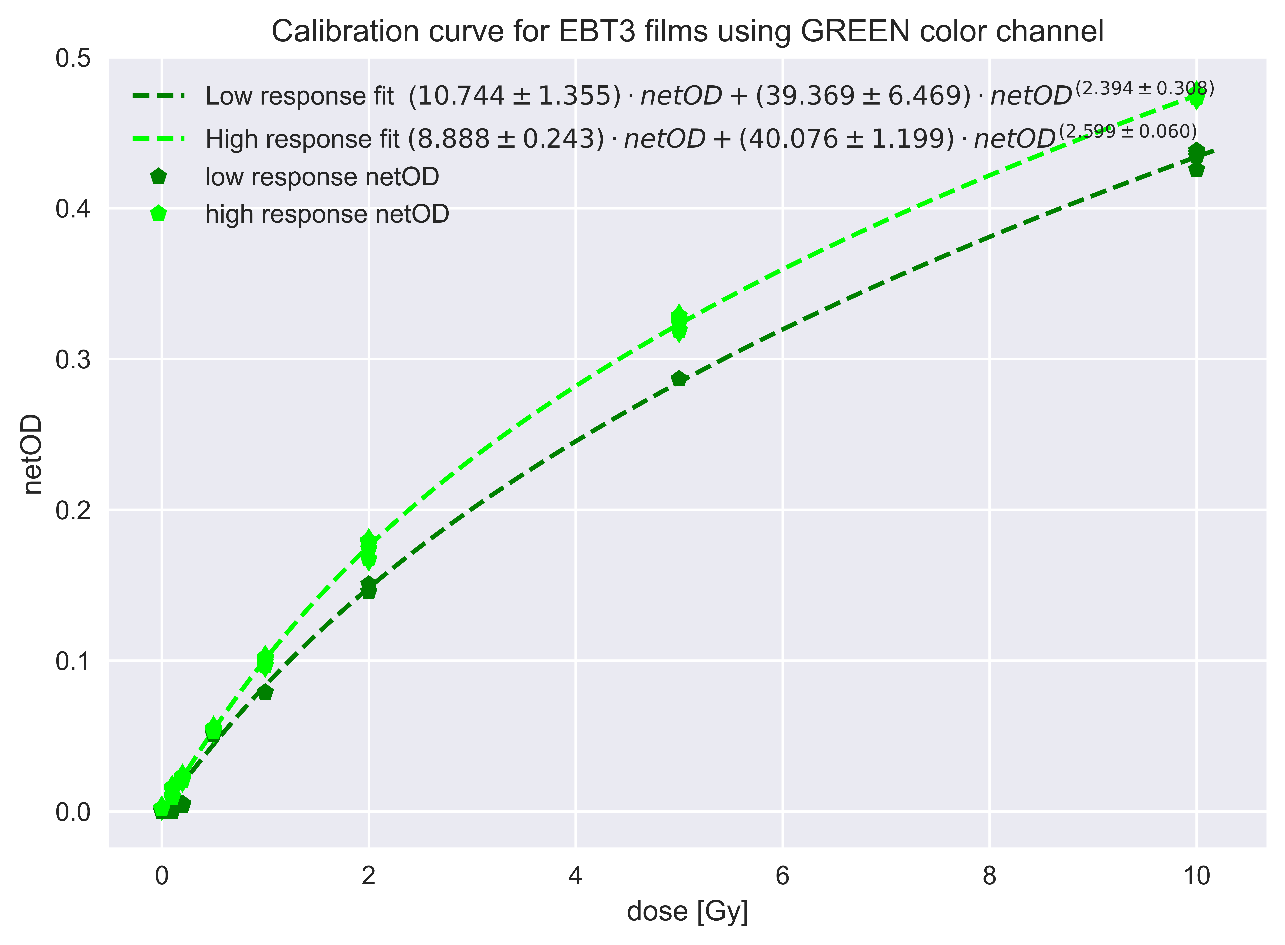 Calibration curve for EBT3 films using GREEN color channel
0.5
Low response fit (10.744 ± 1.355) · netOD + (39.369 ± 6.469) · netOD^(2.394 ± 0.308)
High response fit (8.888 ± 0.243) · netOD + (40.076 ± 1.199) · netOD^(2.599 ± 0.060)
low response netOD
high response netOD
0.4
0.3
0.2
0.1
0.0
netOD
0 2 4 6 8 10
dose [Gy]